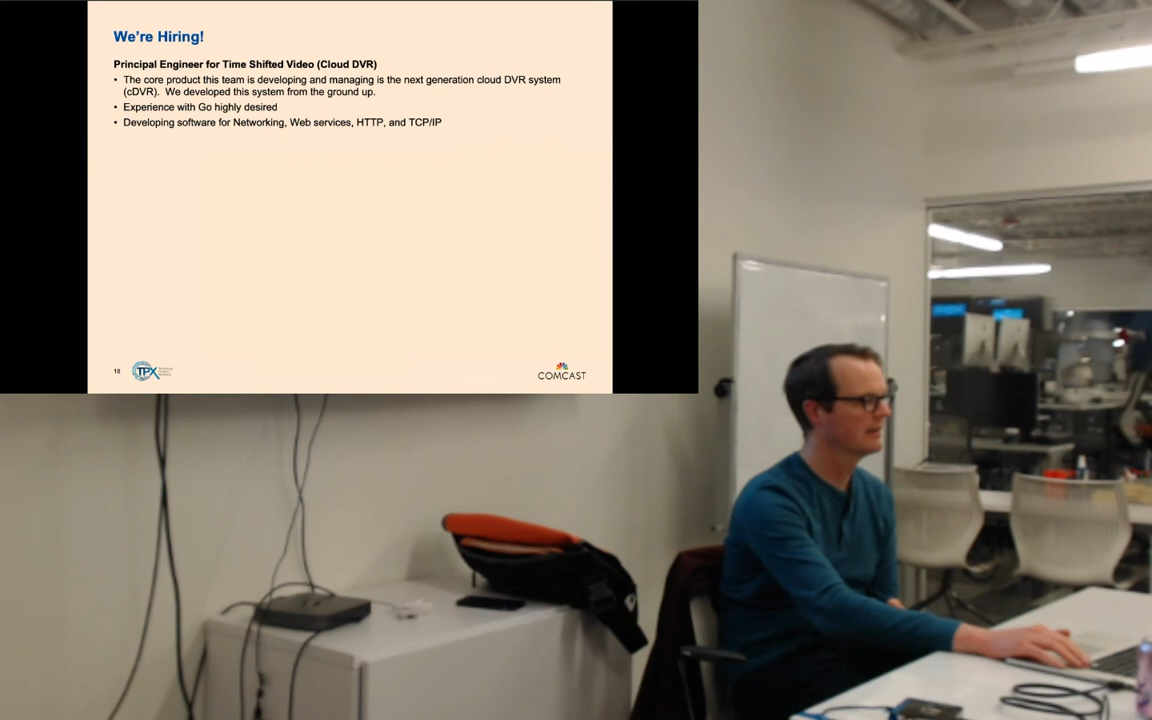 We're Hiring!
Principal Engineer for Time Shifted Video (Cloud DVR)
• The core product this team is developing and managing is the next generation cloud DVR system
(cDVR). We developed this system from the ground up.
• Experience with Go highly desired
• Developing software for Networking, Web services, HTTP, and TCP/IP
16
TPX
COMCAST